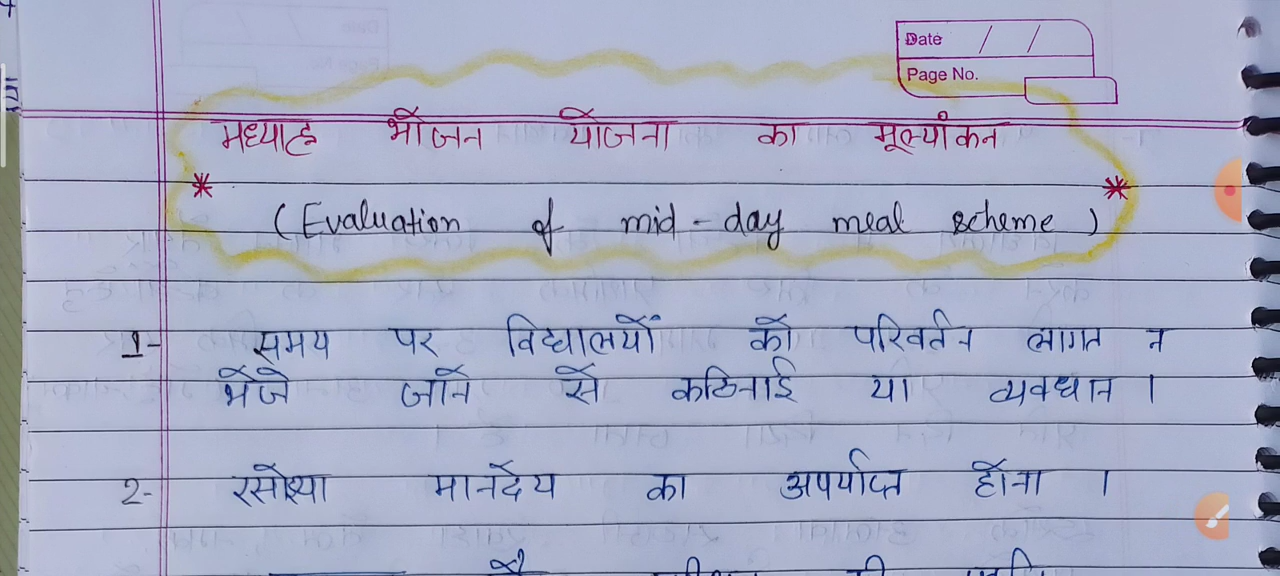 Date / /
Page No.
मध्याह्न भोजन योजना का मूल्यांकन
* *
(Evaluation of mid-day meal scheme)
1- समय पर विद्यालयों को परिवर्तन लागत न
भेजे जाने से कठिनाई या व्यवधान ।
2- रसोइया मानदेय का अपर्याप्त होना ।